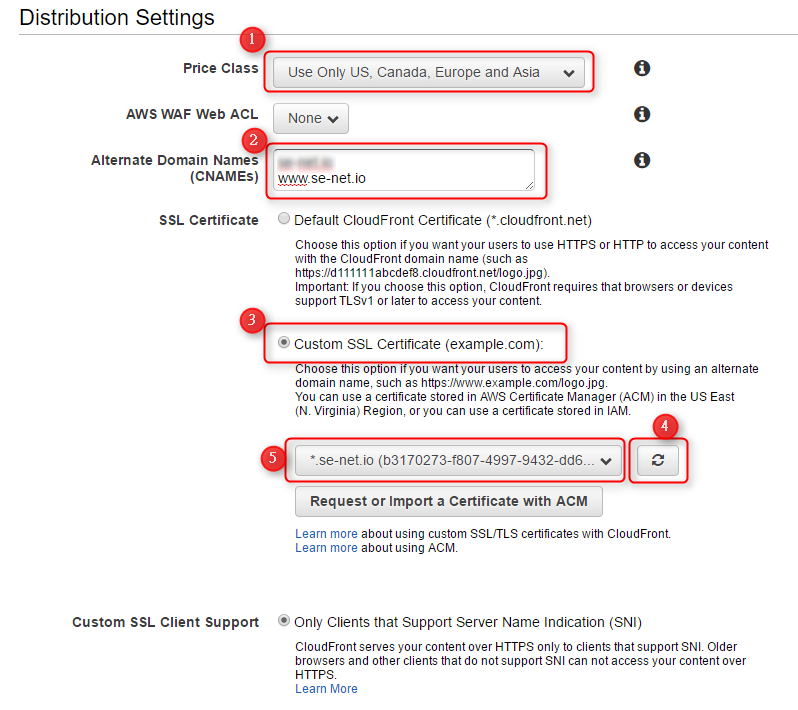 Distribution Settings
1
Price Class
Use Only US, Canada, Europe and Asia
AWS WAF Web ACL
None
2
Alternate Domain Names
(CNAMEs)
www.se-net.io
SSL Certificate
Default CloudFront Certificate (*.cloudfront.net)
Choose this option if you want your users to use HTTPS or HTTP to access your content
with the CloudFront domain name (such as
https://d111111abcdef8.cloudfront.net/logo.jpg).
Important: If you choose this option, CloudFront requires that browsers or devices
support TLSv1 or later to access your content.
3
Custom SSL Certificate (example.com):
Choose this option if you want your users to access your content by using an alternate
domain name, such as https://www.example.com/logo.jpg.
You can use a certificate stored in AWS Certificate Manager (ACM) in the US East
(N. Virginia) Region, or you can use a certificate stored in IAM.
4
5
*.se-net.io (b3170273-f807-4997-9432-dd6...
Request or Import a Certificate with ACM
Learn more about using custom SSL/TLS certificates with CloudFront.
Learn more about using ACM.
Custom SSL Client Support
Only Clients that Support Server Name Indication (SNI)
CloudFront serves your content over HTTPS only to clients that support SNI. Older
browsers and other clients that do not support SNI can not access your content over
HTTPS.
Learn More